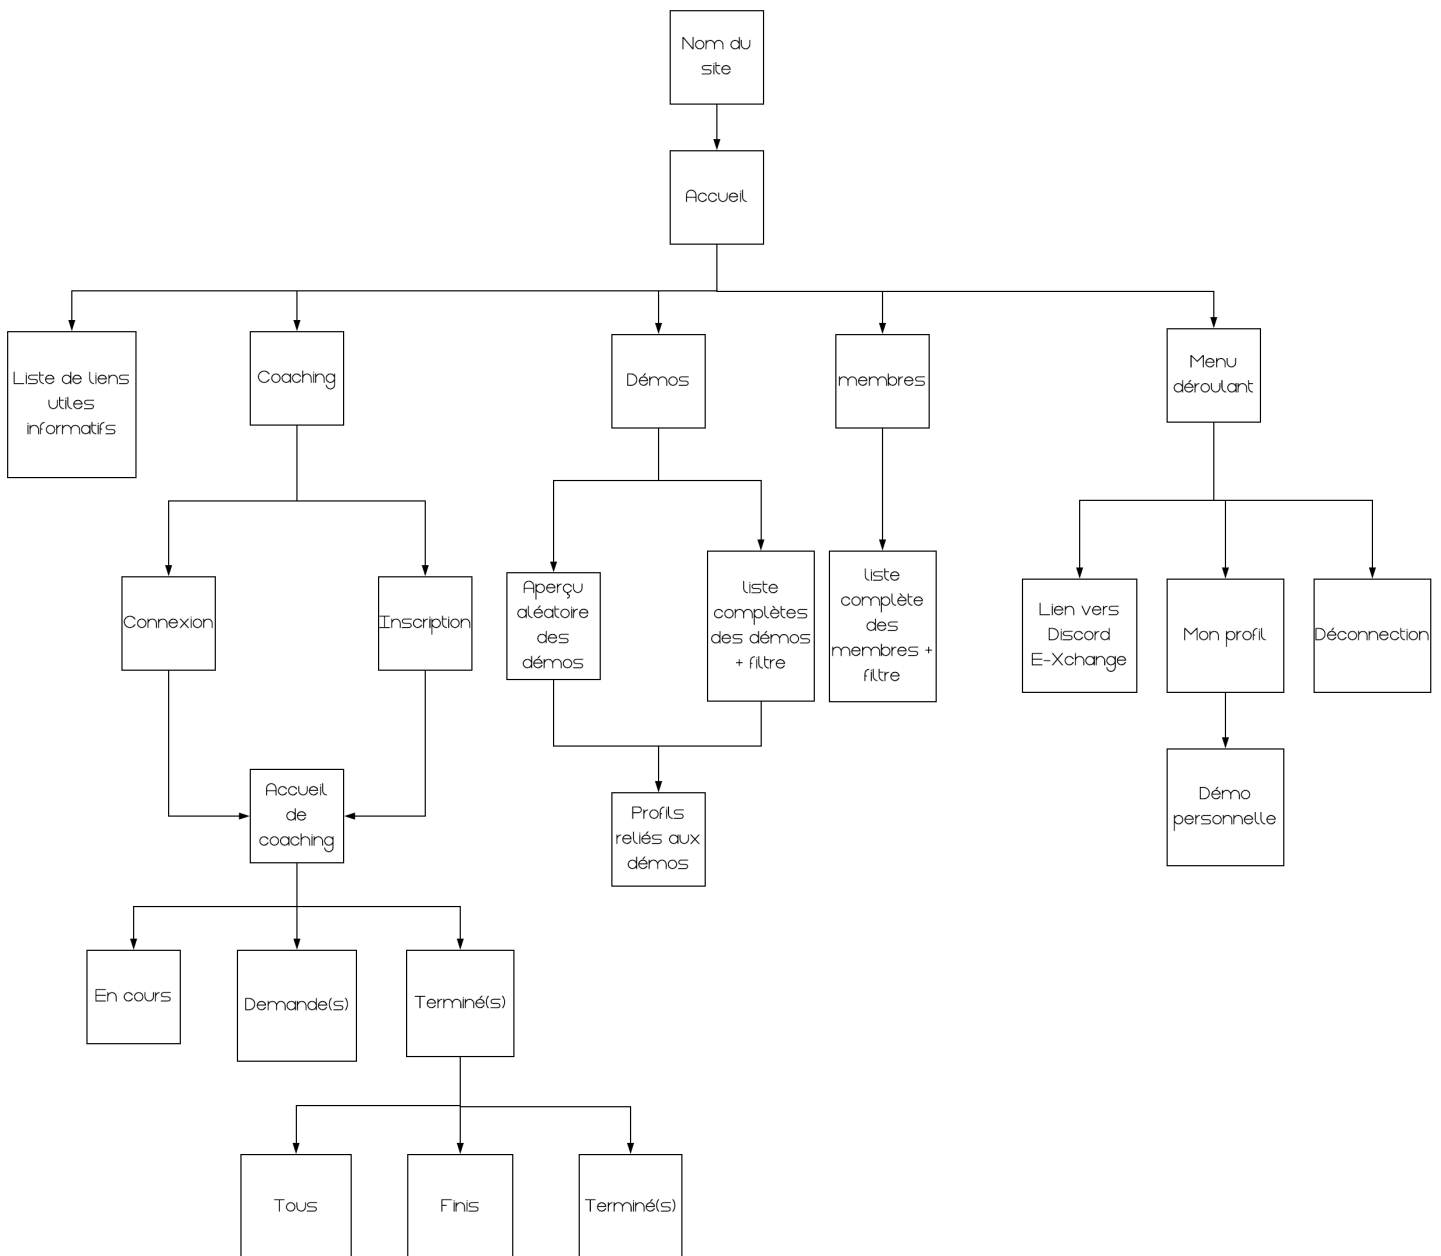 Nom du
site
Accueil
Liste de liens
utiles
informatifs
Coaching
Démos
membres
Menu
déroulant
Connexion
Inscription
Aperçu
aléatoire
des
démos
liste
complètes
des démos
+ filtre
liste
complète
des
membres +
filtre
Lien vers
Discord
E-Xchange
Mon profil
Déconnection
Accueil
de
coaching
Profils
reliés aux
démos
Démo
personnelle
En cours
Demande(s)
Terminé(s)
Tous
Finis
Terminé(s)